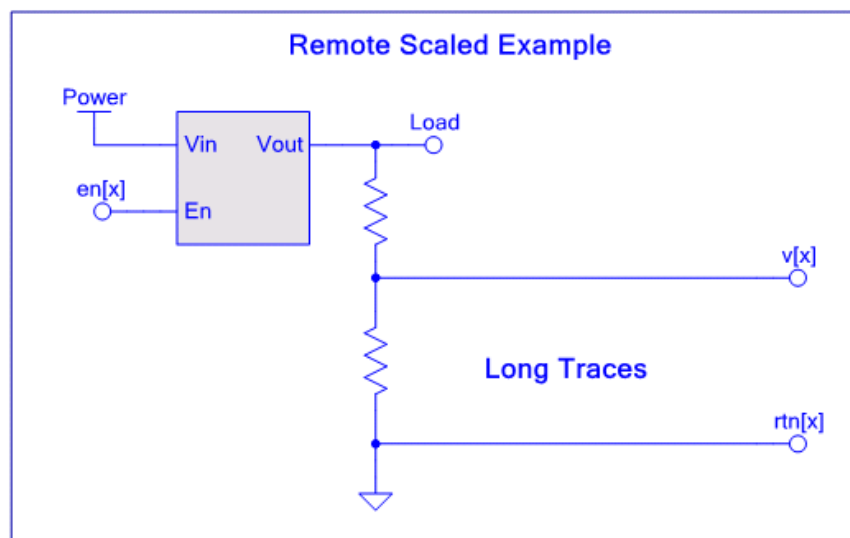 Remote Scaled Example
Power
Vin
Vout
Load
en[x]
En
v[x]
Long Traces
rtn[x]